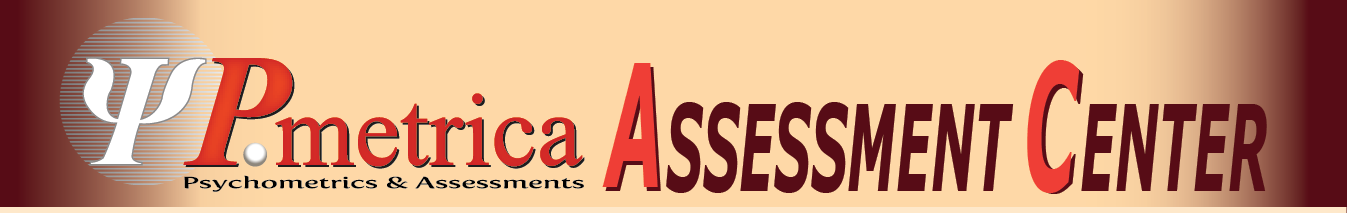 ΨP.metrica
Psychometrics & Assessments
ASSESSMENT CENTER